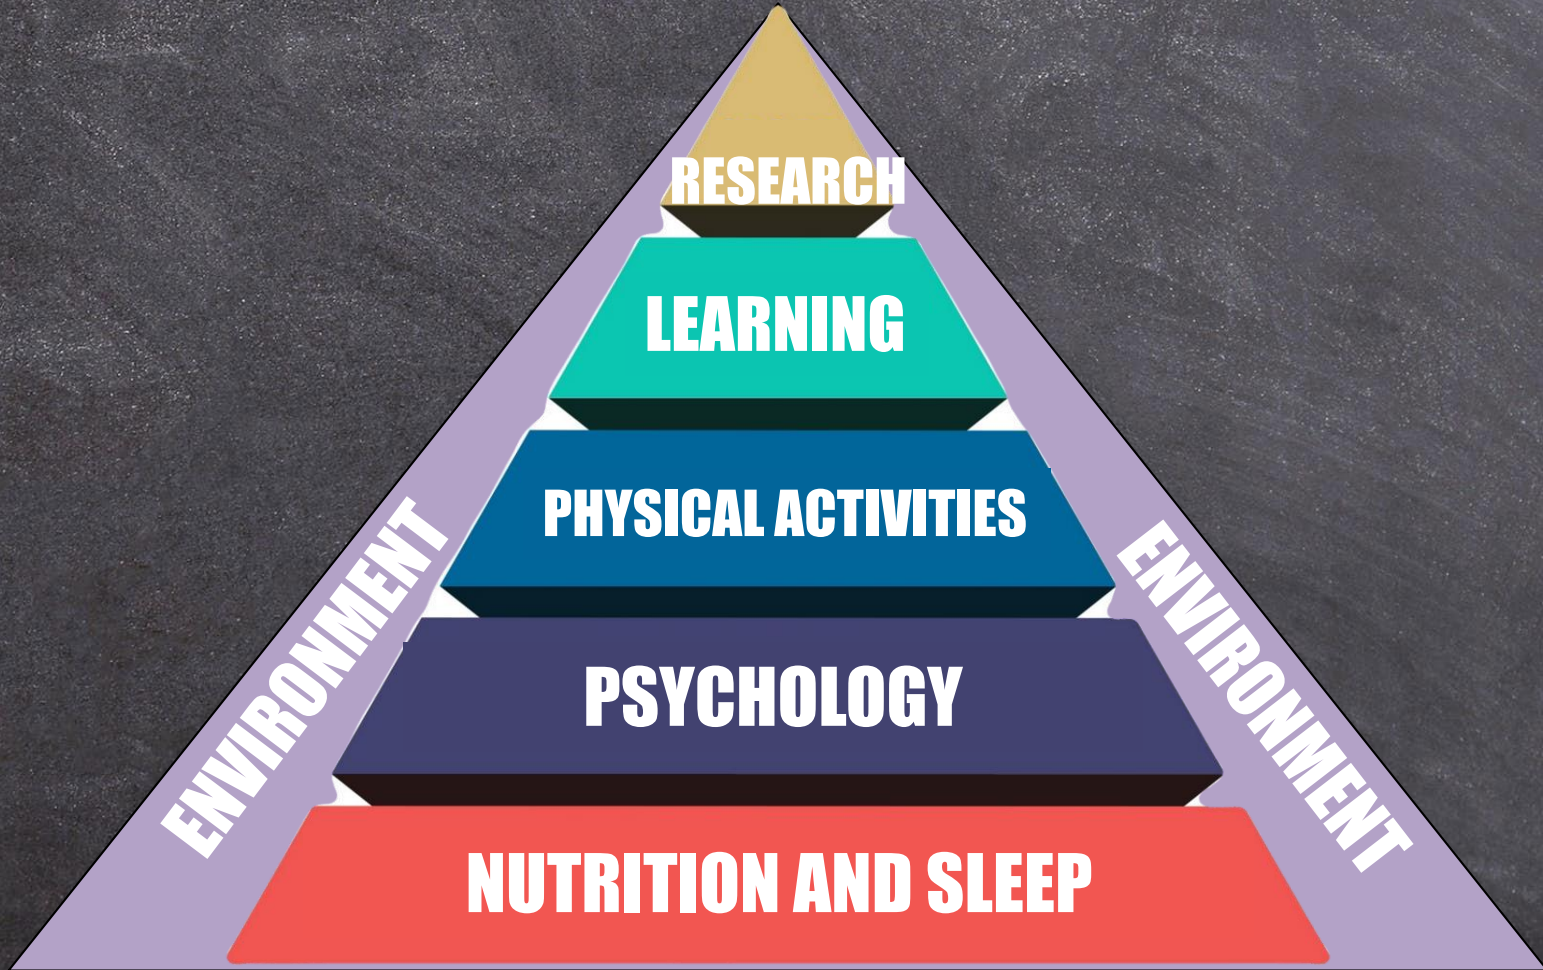 RESEARCH
LEARNING
PHYSICAL ACTIVITIES
ENVIRONMENT
ENVIRONMENT
PSYCHOLOGY
NUTRITION AND SLEEP